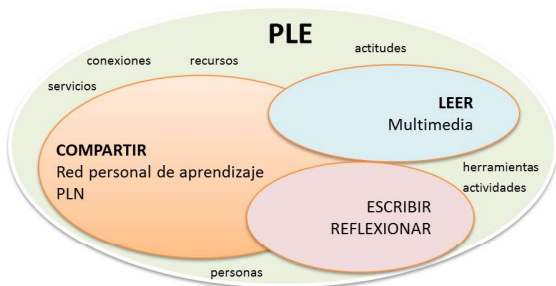 PLE
actitudes
conexiones
recursos
servicios
LEER
Multimedia
COMPARTIR
Red personal de aprendizaje
PLN
herramientas
actividades
ESCRIBIR
REFLEXIONAR
personas